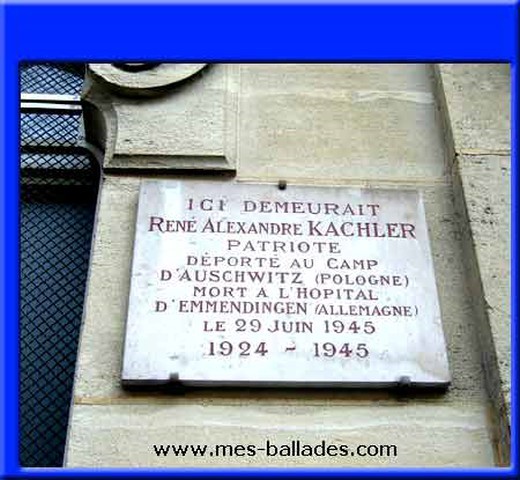 ICI DEMEURAIT
RENÉ ALEXANDRE KACHLER
PATRIOTE
DÉPORTÉ AU CAMP
D'AUSCHWITZ (POLOGNE)
MORT A L'HOPITAL
D'EMMENDINGEN (ALLEMAGNE)
LE 29 JUIN 1945
1924 - 1945
www.mes-ballades.com